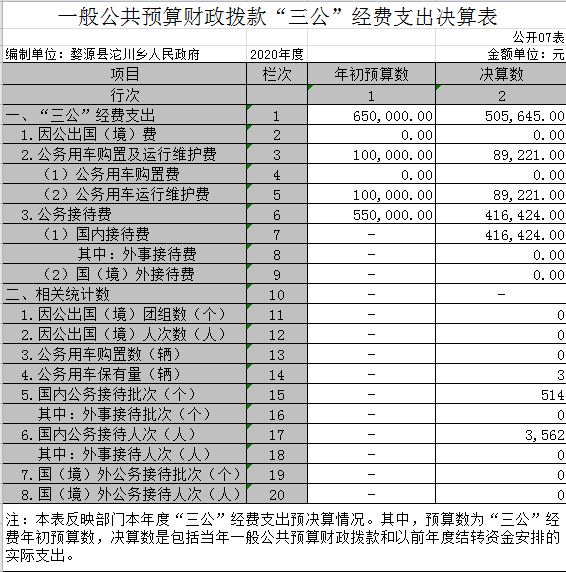 一般公共预算财政拨款“三公”经费支出决算表
公开07表
编制单位：婺源县沱川乡人民政府 2020年度 金额单位：元
项目 栏次 年初预算数 决算数
行次 1 2
一、“三公”经费支出 1 650,000.00 505,645.00
1.因公出国（境）费 2 0.00 0.00
2.公务用车购置及运行维护费 3 100,000.00 89,221.00
（1）公务用车购置费 4 0.00 0.00
（2）公务用车运行维护费 5 100,000.00 89,221.00
3.公务接待费 6 550,000.00 416,424.00
（1）国内接待费 7 - 416,424.00
其中：外事接待费 8 - 0.00
（2）国（境）外接待费 9 - 0.00
二、相关统计数 10 - -
1.因公出国（境）团组数（个） 11 - 0
2.因公出国（境）人次数（人） 12 - 0
3.公务用车购置数（辆） 13 - 0
4.公务用车保有量（辆） 14 - 3
5.国内公务接待批次（个） 15 - 514
其中：外事接待批次（个） 16 - 0
6.国内公务接待人次（人） 17 - 3,562
其中：外事接待人次（人） 18 - 0
7.国（境）外公务接待批次（个） 19 - 0
8.国（境）外公务接待人次（人） 20 - 0
注：本表反映部门本年度“三公”经费支出预决算情况。其中，预算数为“三公”经
费年初预算数，决算数是包括当年一般公共预算财政拨款和以前年度结转资金安排的
实际支出。